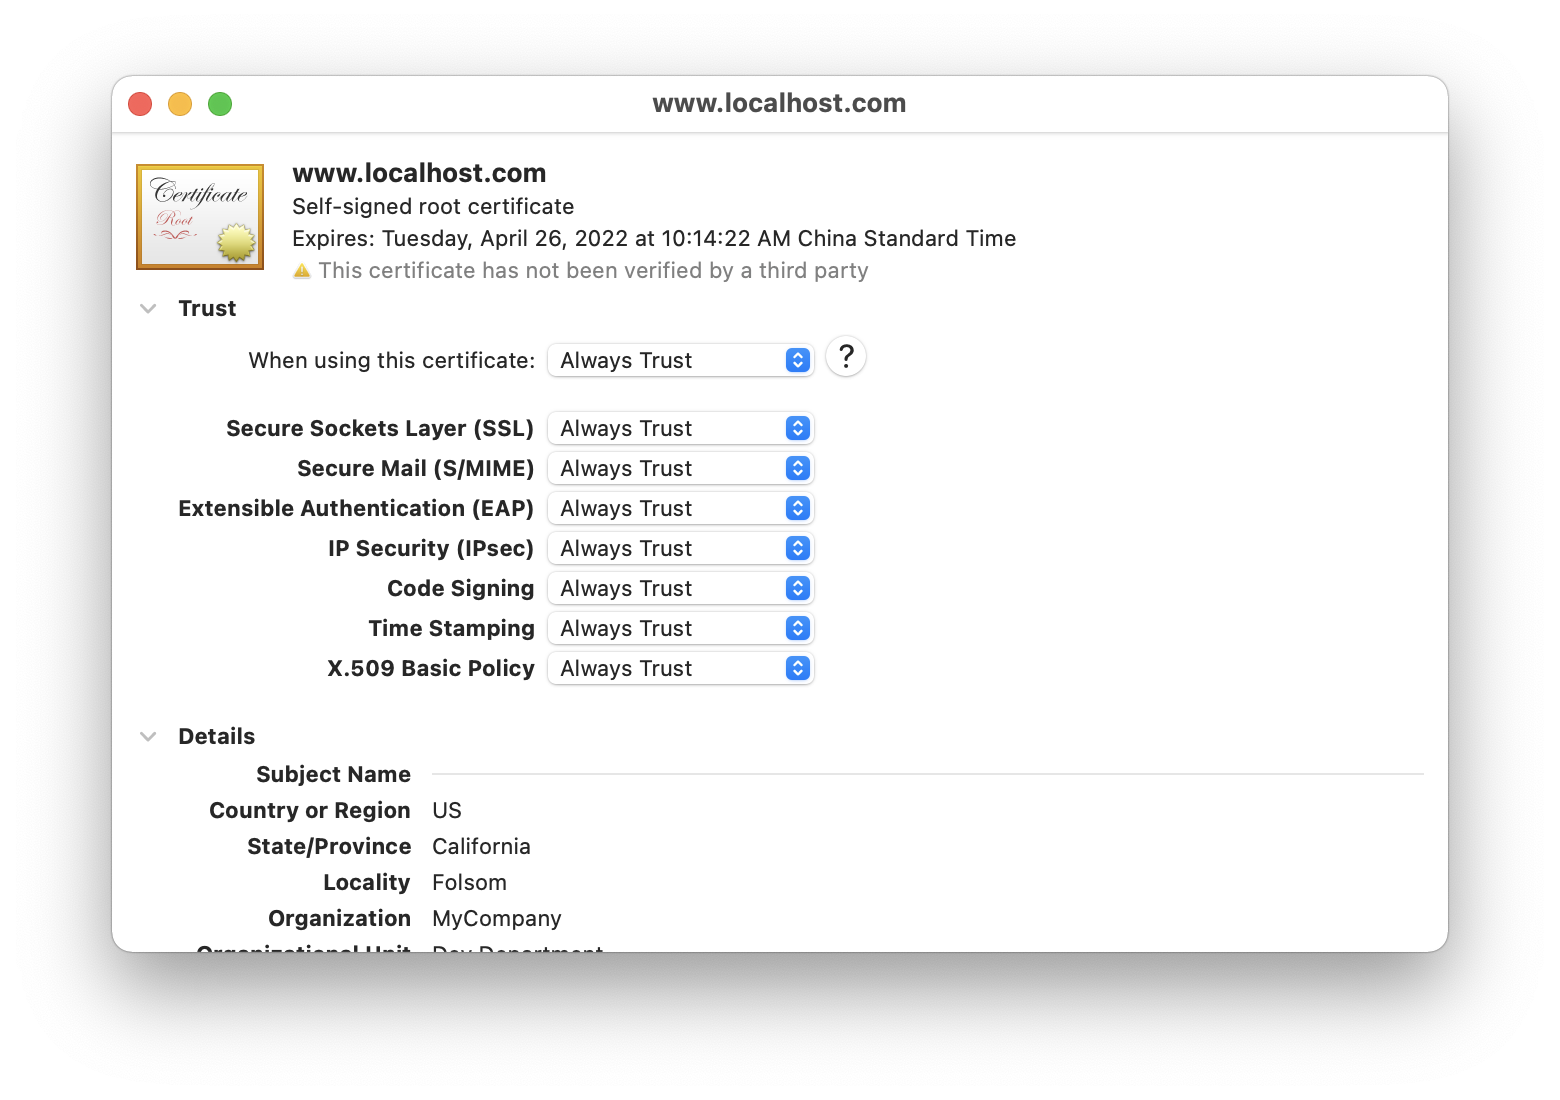 www.localhost.com
Certificate
Root
www.localhost.com
Self-signed root certificate
Expires: Tuesday, April 26, 2022 at 10:14:22 AM China Standard Time
This certificate has not been verified by a third party
Trust
When using this certificate: Always Trust ?
Secure Sockets Layer (SSL) Always Trust
Secure Mail (S/MIME) Always Trust
Extensible Authentication (EAP) Always Trust
IP Security (IPsec) Always Trust
Code Signing Always Trust
Time Stamping Always Trust
X.509 Basic Policy Always Trust
Details
Subject Name
Country or Region US
State/Province California
Locality Folsom
Organization MyCompany
Organizational Unit Dev Department